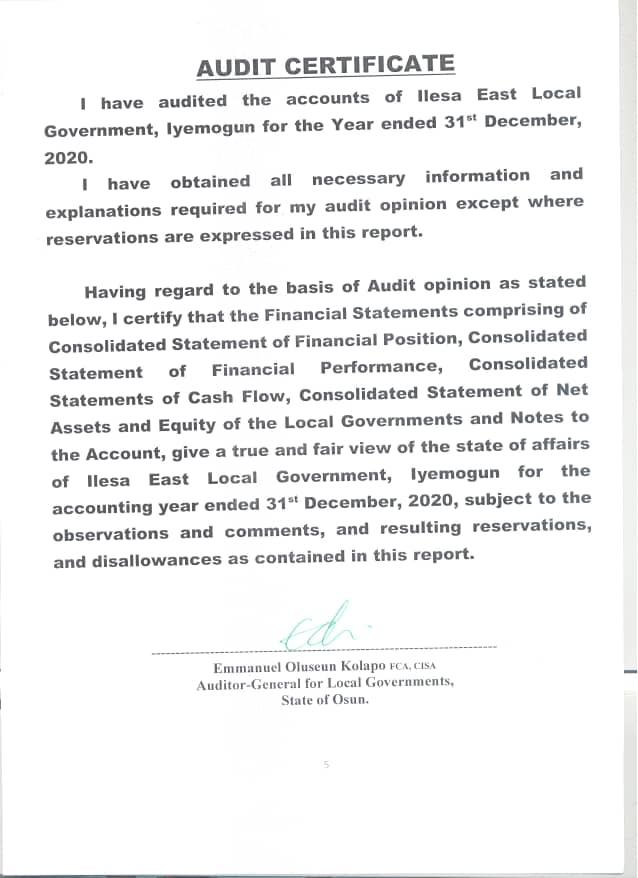 AUDIT CERTIFICATE
I have audited the accounts of Ilesa East Local
Government, Iyemogun for the Year ended 31st December,
2020.
I have obtained all necessary information and
explanations required for my audit opinion except where
reservations are expressed in this report.
Having regard to the basis of Audit opinion as stated
below, I certify that the Financial Statements comprising of
Consolidated Statement of Financial Position, Consolidated
Statement of Financial Performance, Consolidated
Statements of Cash Flow, Consolidated Statement of Net
Assets and Equity of the Local Governments and Notes to
the Account, give a true and fair view of the state of affairs
of Ilesa East Local Government, Iyemogun for the
accounting year ended 31st December, 2020, subject to the
observations and comments, and resulting reservations,
and disallowances as contained in this report.
Emmanuel Oluseun Kolapo FCA, CISA
Auditor-General for Local Governments,
State of Osun.
5